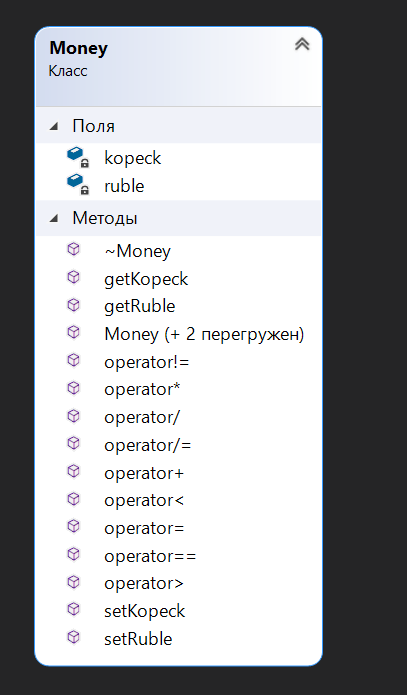 Money
Класс
Поля
kopeck
ruble
Методы
~Money
getKopeck
getRuble
Money (+ 2 перегружен)
operator!=
operator*
operator/
operator/=
operator+
operator<
operator=
operator==
operator>
setKopeck
setRuble